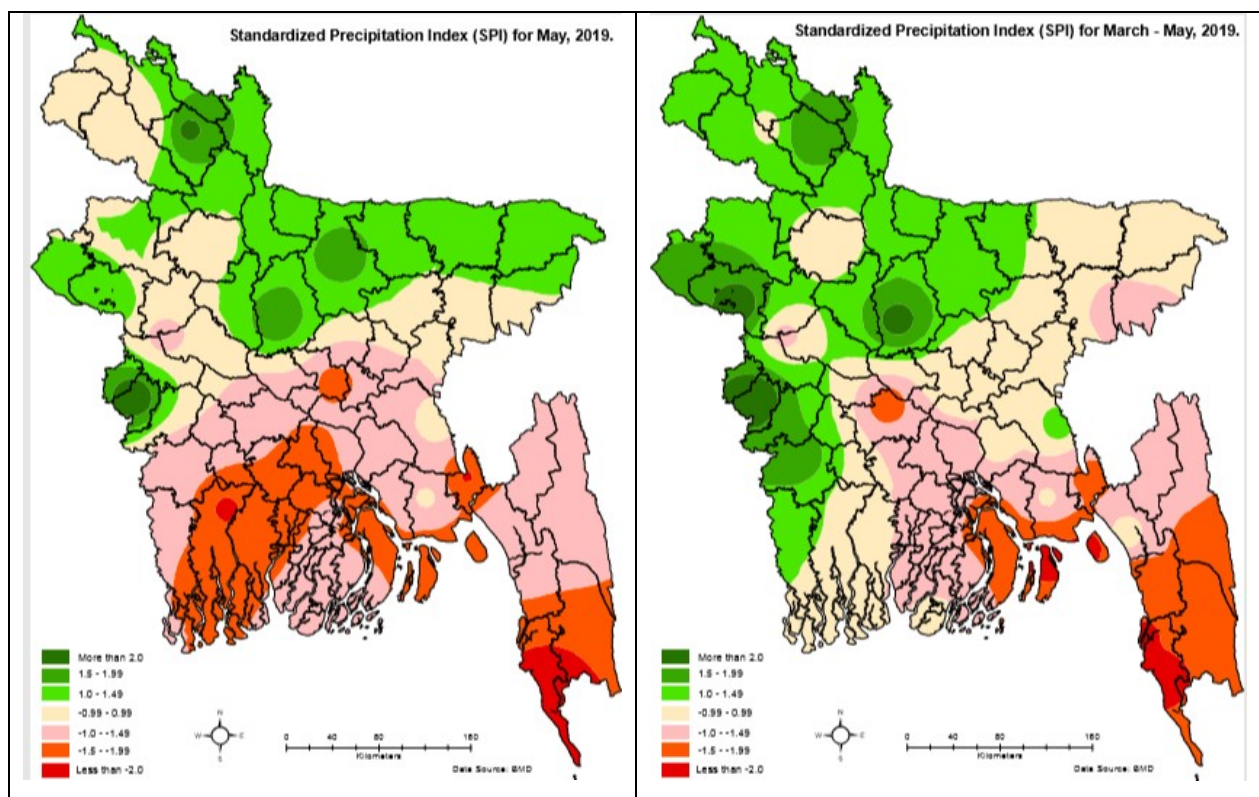 Standardized Precipitation Index (SPI) for May, 2019.
More than 2.0
1.5 - 1.99
1.0 - 1.49
-0.99 - 0.99
-1.0 - -1.49
-1.5 - -1.99
Less than -2.0
N
W
E
S
0 40 80 160
Kilometers
Data Source: BMD
Standardized Precipitation Index (SPI) for March - May, 2019.
More than 2.0
1.5 - 1.99
1.0 - 1.49
-0.99 - 0.99
-1.0 - -1.49
-1.5 - -1.99
Less than -2.0
N
W
E
S
0 40 80 160
Kilometers
Data Source: BMD